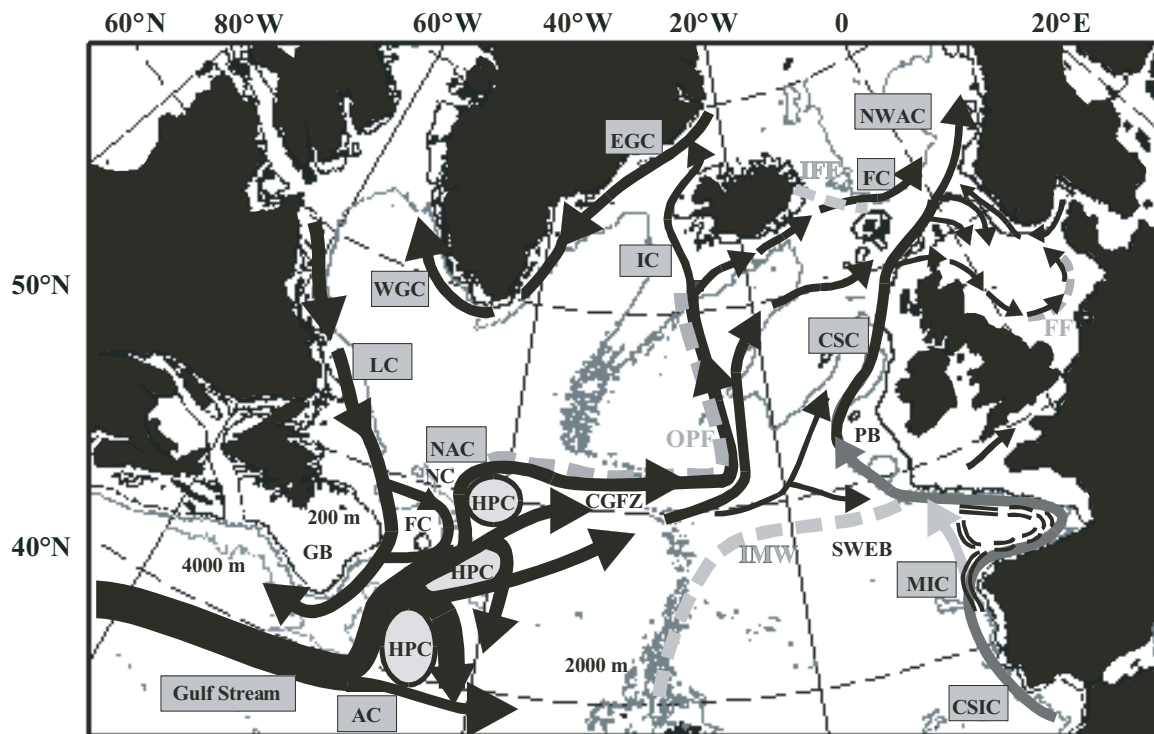 60°N 80°W 60°W 40°W 20°W 0 20°E
NWAC
EGC
IFF
FC
50°N
IC
WGC
CSC
FF
LC
OPF
PB
NAC
NC
HPC
CGFZ
200 m
FC
40°N
GB
IMW
SWEB
4000 m
HPC
MIC
HPC
2000 m
Gulf Stream
AC
CSIC